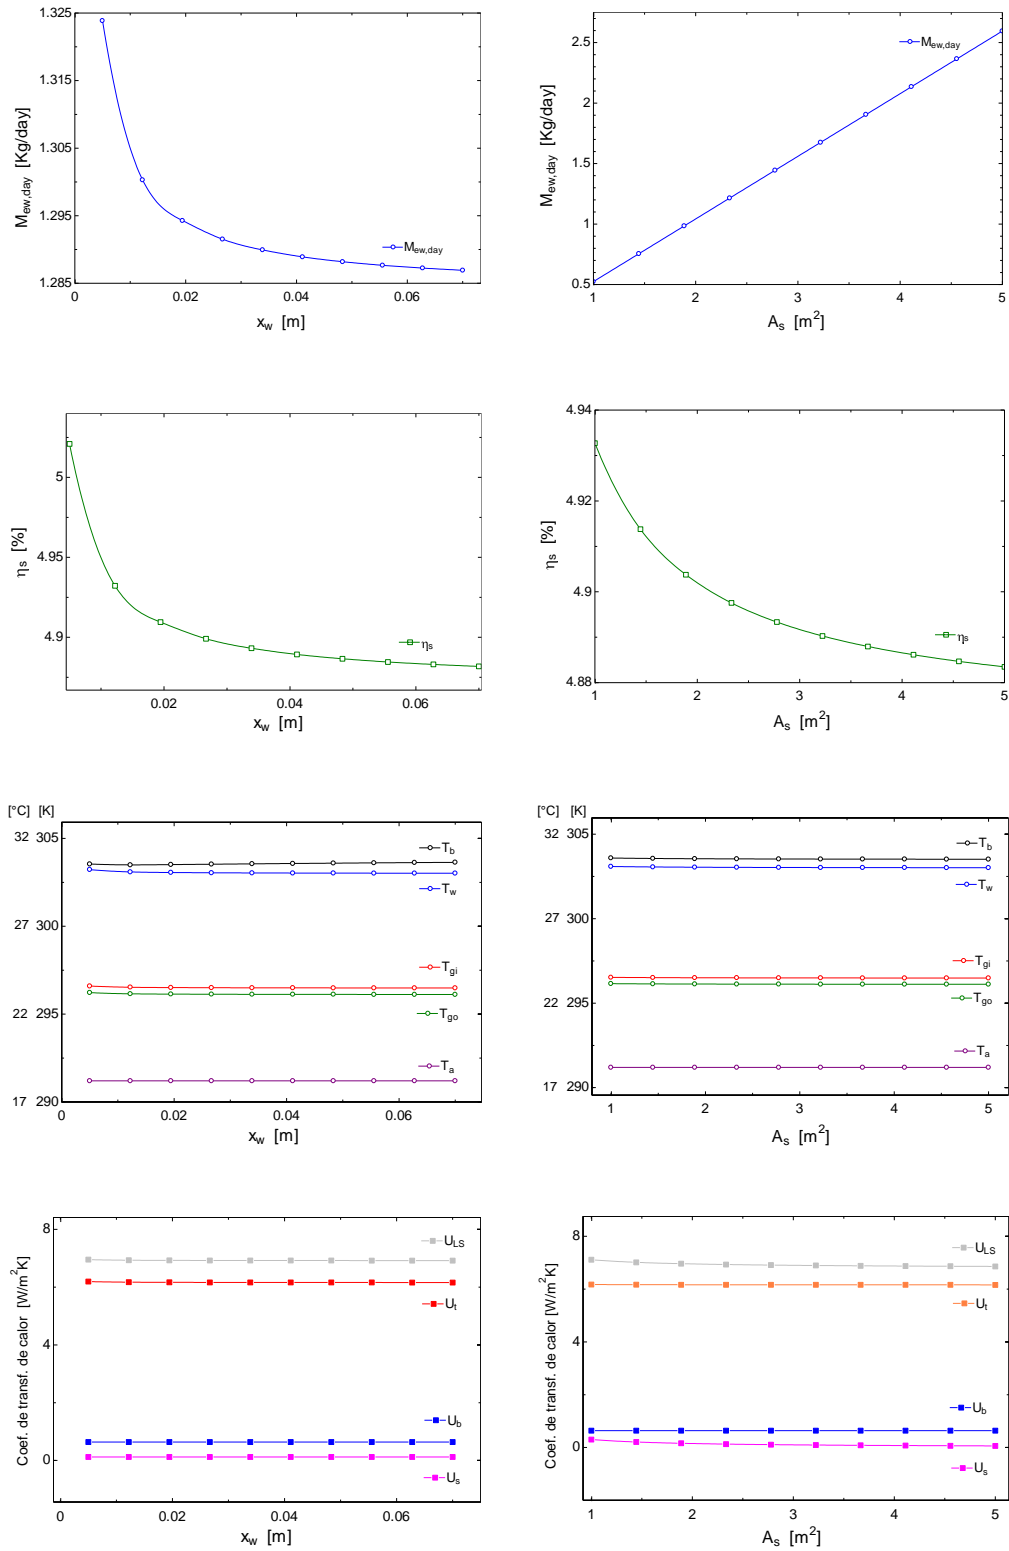 1.325
1.315
1.305
1.295
1.285
M_ew,day [Kg/day]
M_ew,day
0 0.02 0.04 0.06
x_w [m]
2.5
2
1.5
1
0.5
M_ew,day [Kg/day]
M_ew,day
1 2 3 4 5
A_s [m²]
5
4.95
4.9
η_s [%]
η_s
0.02 0.04 0.06
x_w [m]
4.94
4.92
4.9
4.88
η_s [%]
η_s
1 2 3 4 5
A_s [m²]
[°C] [K]
32 305
27 300
22 295
17 290
T_b
T_w
T_gi
T_go
T_a
0 0.02 0.04 0.06
x_w [m]
[°C] [K]
32 305
27 300
22 295
17 290
T_b
T_w
T_gi
T_go
T_a
1 2 3 4 5
A_s [m²]
8
4
0
Coef. de transf. de calor [W/m²K]
U_LS
U_t
U_b
U_s
0 0.02 0.04 0.06
x_w [m]
8
4
0
Coef. de transf. de calor [W/m²K]
U_LS
U_t
U_b
U_s
1 2 3 4 5
A_s [m²]